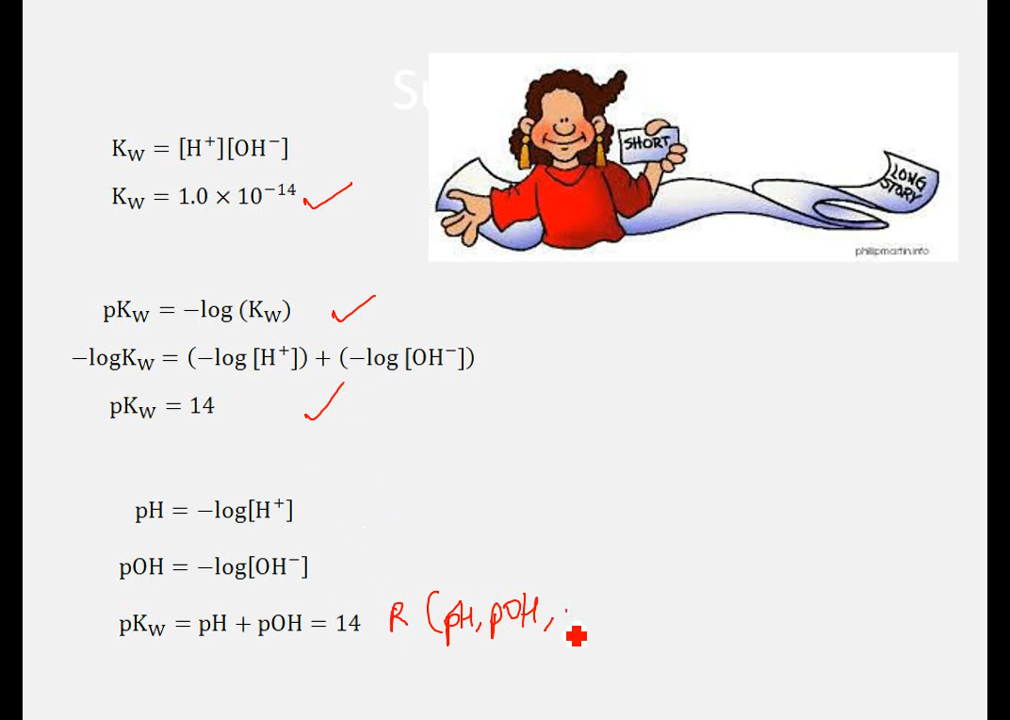 K_W = [H⁺][OH⁻]
K_W = 1.0 × 10⁻¹⁴
SHORT
LONG
STORY
philipmartin.info
pK_W = −log (K_W)
−logK_W = (−log [H⁺]) + (−log [OH⁻])
pK_W = 14
pH = −log[H⁺]
pOH = −log[OH⁻]
pK_W = pH + pOH = 14 R (pH, pOH,